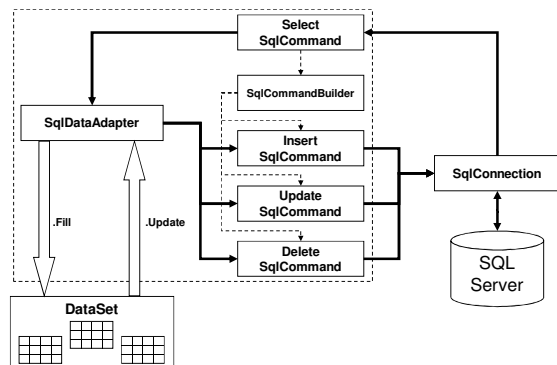 Select
SqlCommand
SqlCommandBuilder
SqlDataAdapter
Insert
SqlCommand
SqlConnection
Update
SqlCommand
.Fill
.Update
Delete
SqlCommand
SQL
Server
DataSet